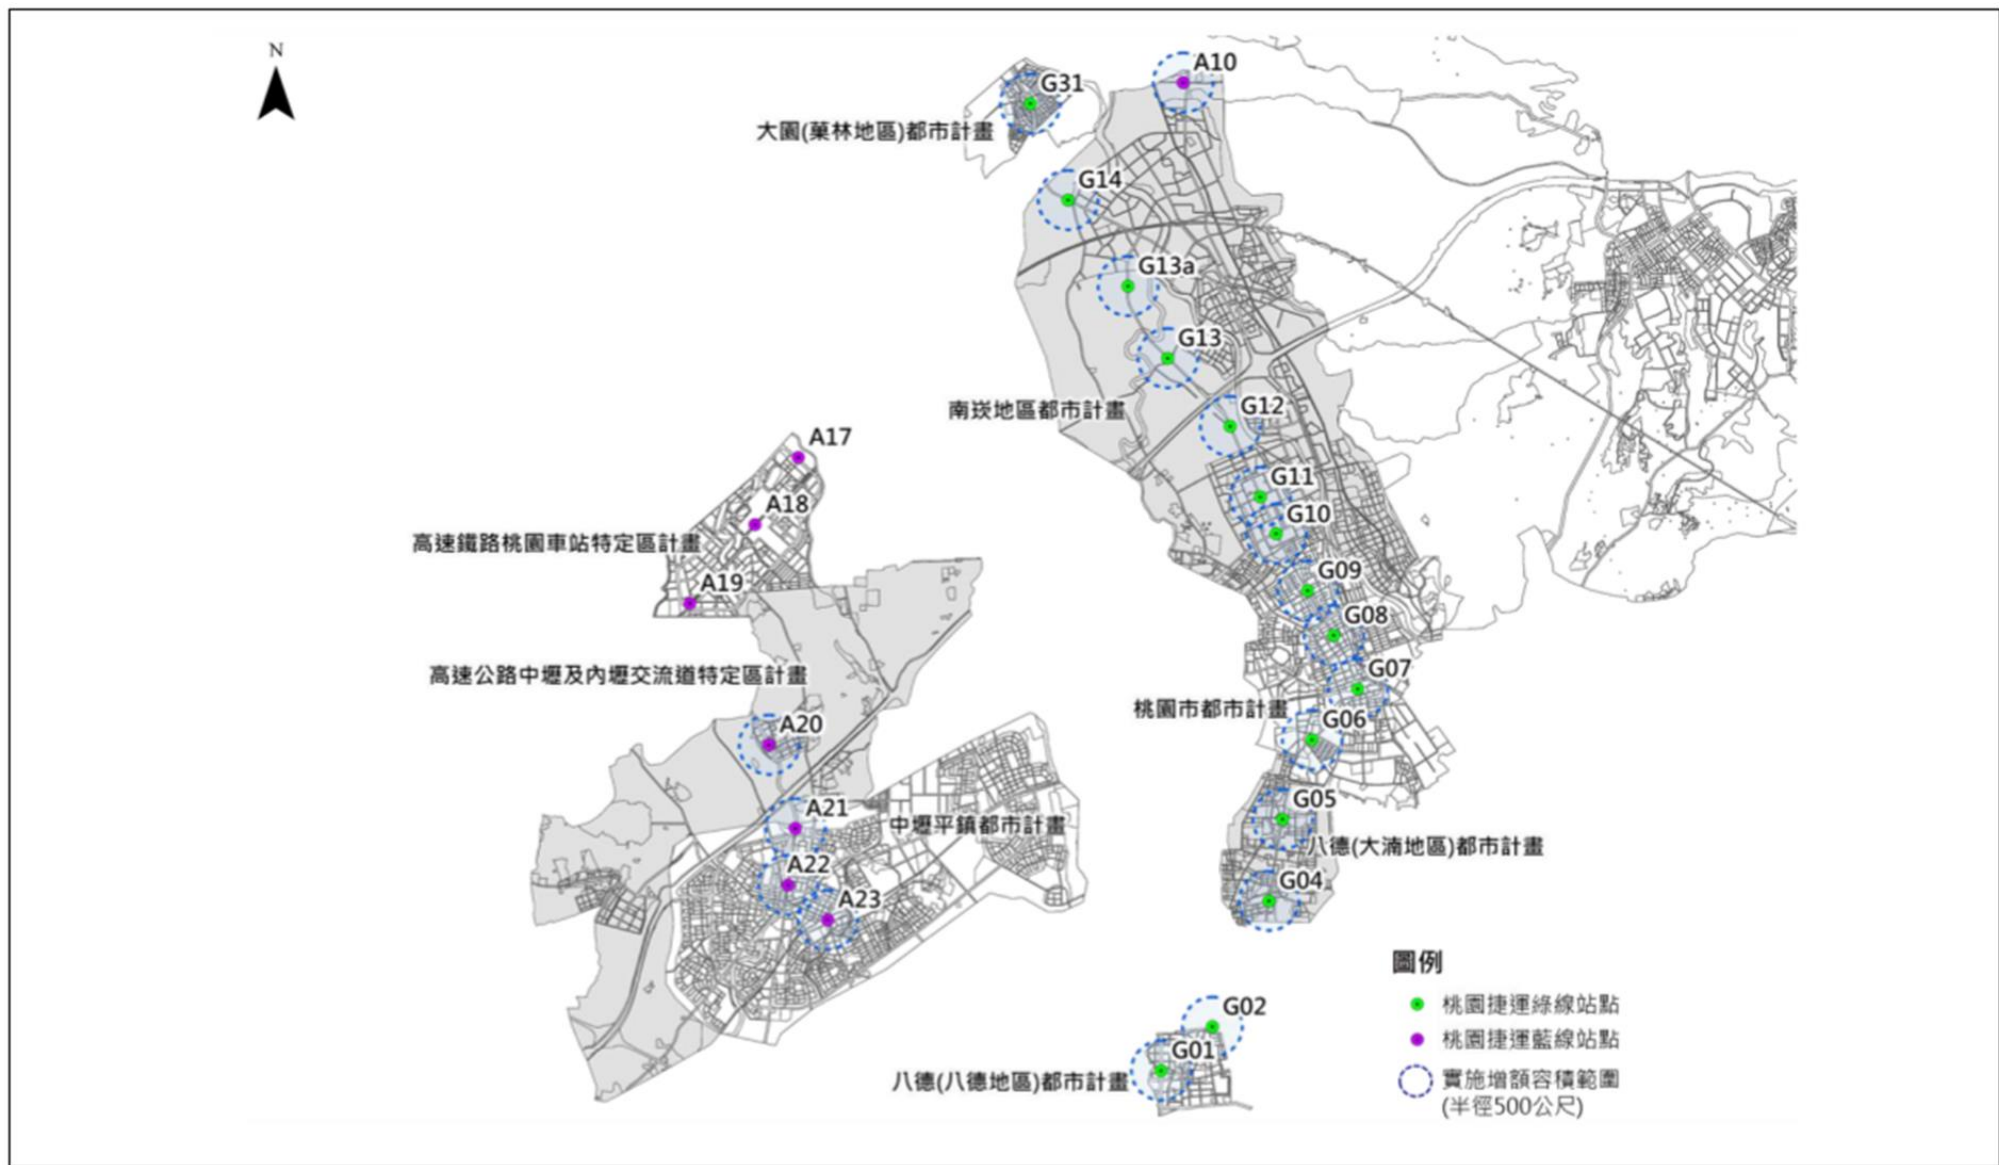 N
A10
G31
大園(菓林地區)都市計畫
G14
G13a
G13
南崁地區都市計畫
G12
A17
G11
A18
G10
高速鐵路桃園車站特定區計畫
G09
A19
G08
高速公路中壢及內壢交流道特定區計畫
G07
桃園市都市計畫
G06
A20
G05
A21
中壢平鎮都市計畫
八德(大湳地區)都市計畫
A22
G04
A23
圖例
桃園捷運綠線站點
桃園捷運藍線站點
實施增額容積範圍
(半徑500公尺)
G02
G01
八德(八德地區)都市計畫